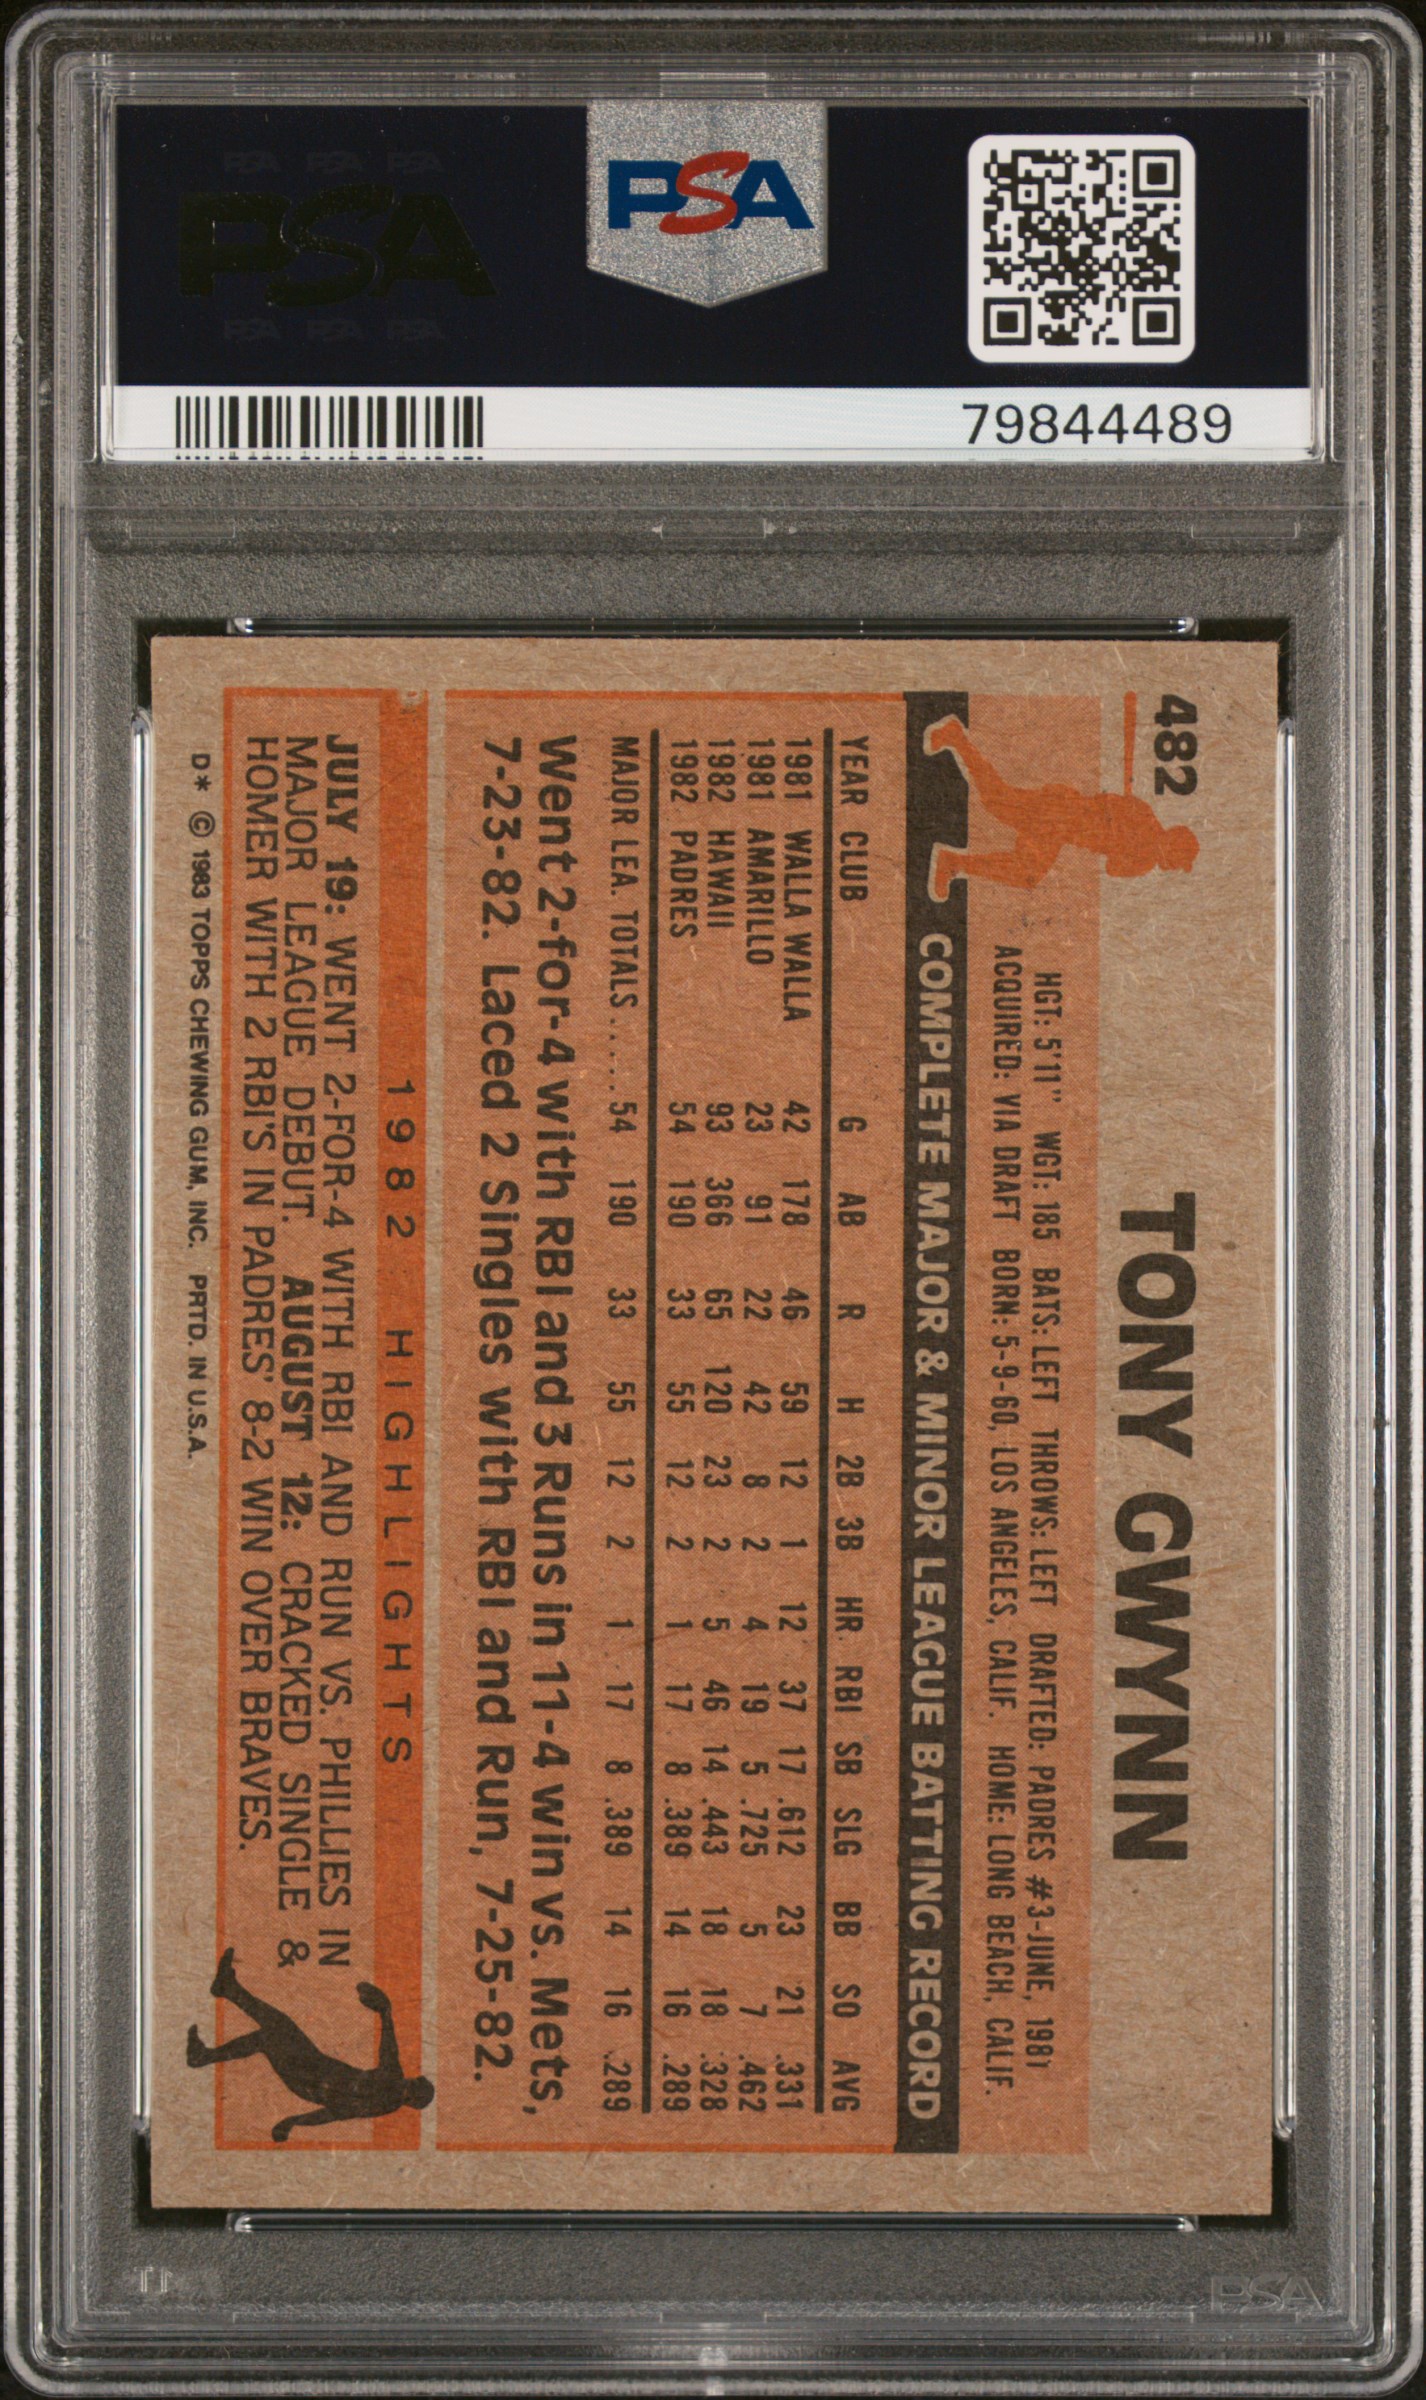 PSA PSA PSA
PSA
PSA PSA PSA
PSA
79844489
482
TONY GWYNN
HGT: 5'11" WGT: 185 BATS: LEFT THROWS: LEFT DRAFTED: PADRES #3-JUNE, 1981
ACQUIRED: VIA DRAFT BORN: 5-9-60, LOS ANGELES, CALIF. HOME: LONG BEACH, CALIF.
COMPLETE MAJOR & MINOR LEAGUE BATTING RECORD
YEAR CLUB G AB R H 2B 3B HR RBI SB SLG BB SO AVG
1981 WALLA WALLA 42 178 46 59 12 1 12 37 17 .612 23 21 .331
1981 AMARILLO 23 91 22 42 8 2 4 19 5 .725 5 7 .462
1982 HAWAII 93 366 65 120 23 2 5 46 14 .443 18 18 .328
1982 PADRES 54 190 33 55 12 2 1 17 8 .389 14 16 .289
MAJOR LEA. TOTALS..... 54 190 33 55 12 2 1 17 8 .389 14 16 .289
Went 2-for-4 with RBI and 3 Runs in 11-4 win vs. Mets,
7-23-82. Laced 2 Singles with RBI and Run, 7-25-82.
1982 HIGHLIGHTS
JULY 19: WENT 2-FOR-4 WITH RBI AND RUN VS. PHILLIES IN
MAJOR LEAGUE DEBUT. AUGUST 12: CRACKED SINGLE &
HOMER WITH 2 RBI'S IN PADRES' 8-2 WIN OVER BRAVES.
D* © 1983 TOPPS CHEWING GUM, INC. PRTD. IN U.S.A.
PSA